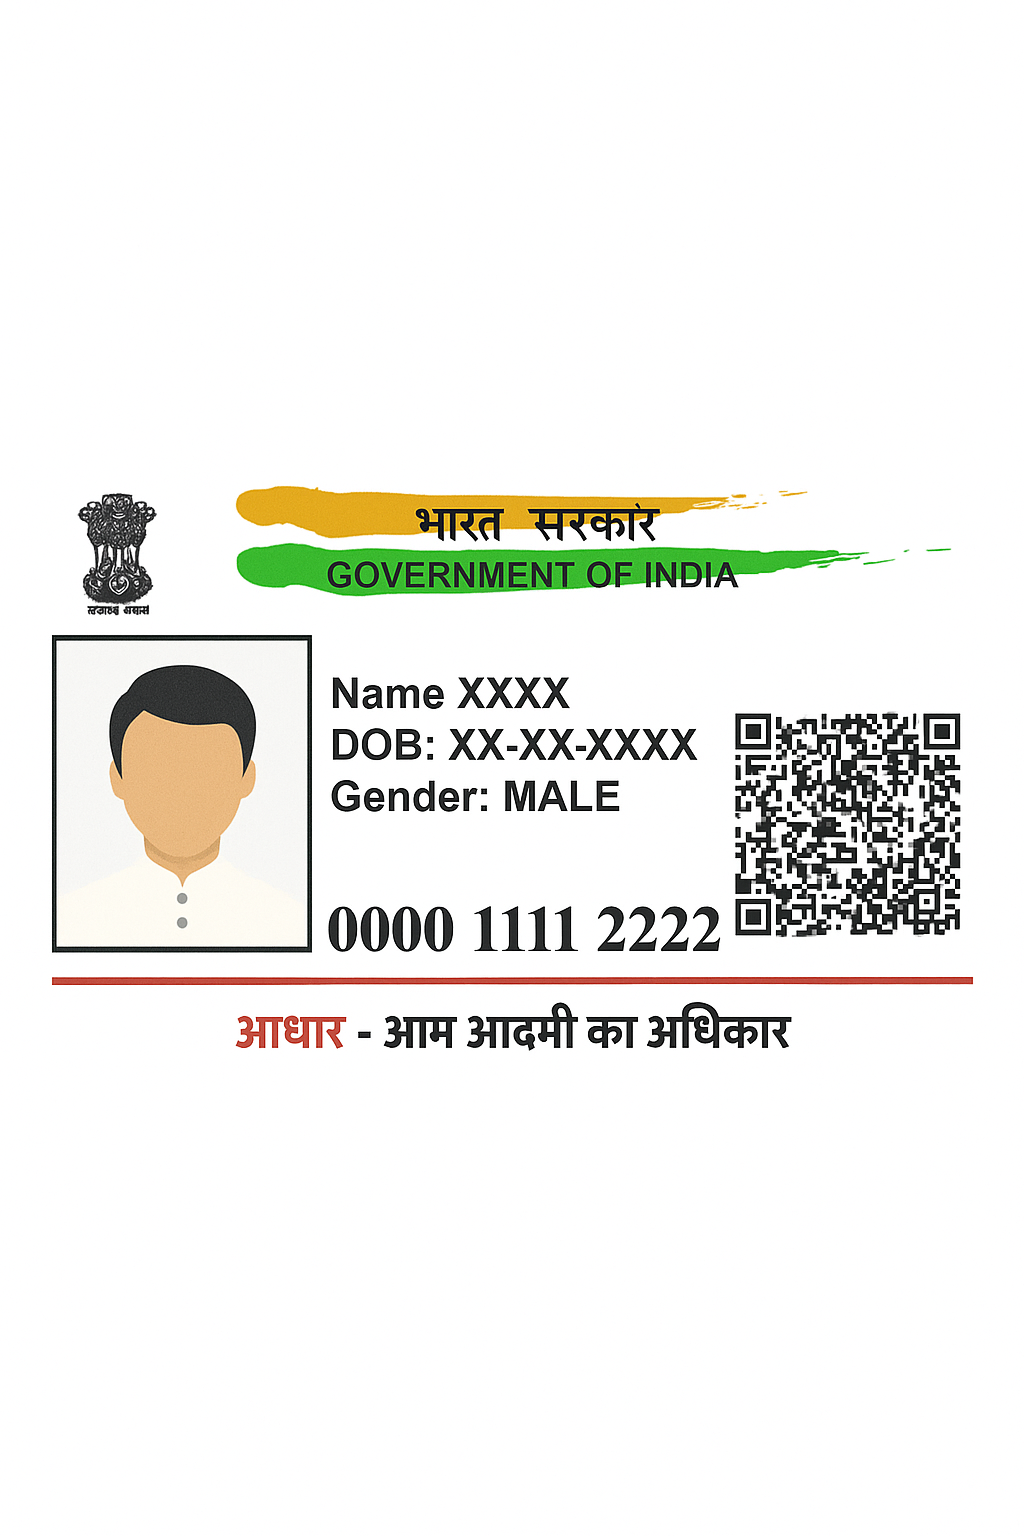 भारत सरकार
GOVERNMENT OF INDIA
Name XXXX
DOB: XX-XX-XXXX
Gender: MALE
0000 1111 2222
आधार - आम आदमी का अधिकार